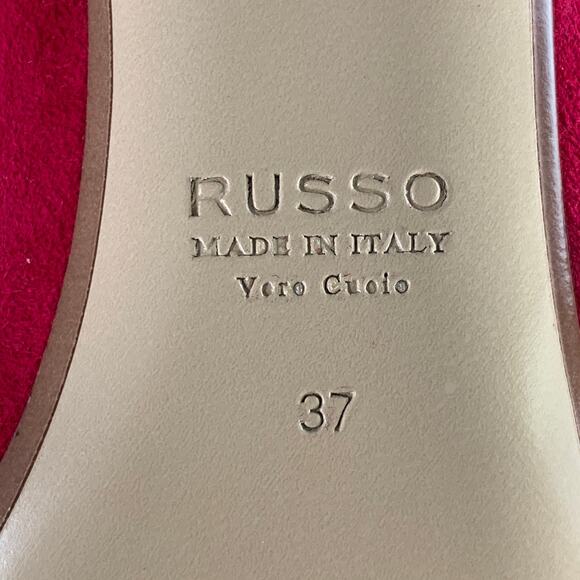 RUSSO
MADE IN ITALY
Vero Cuoio
37